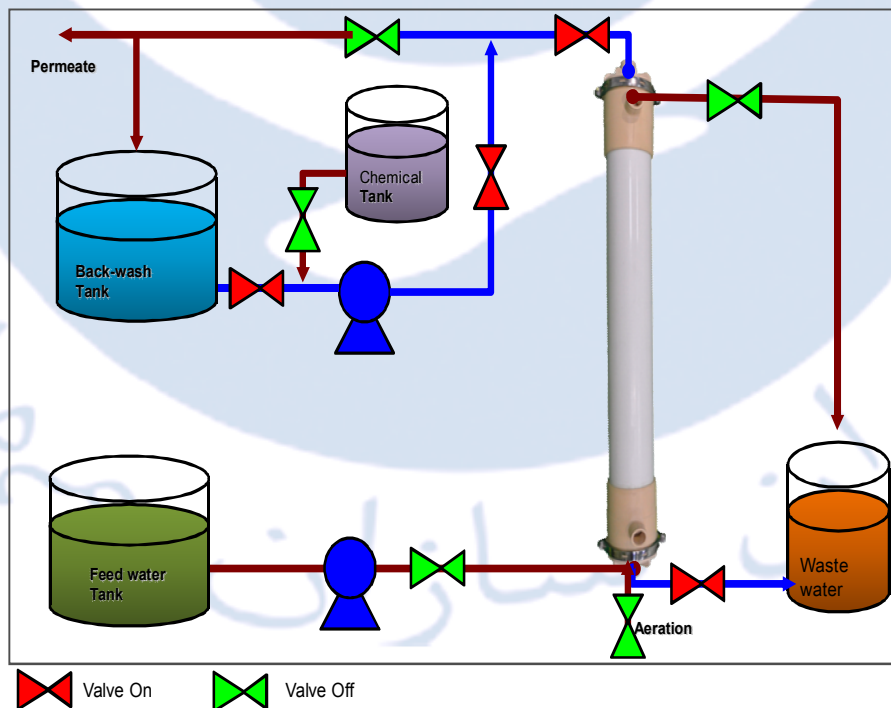 Permeate
Chemical
Tank
Back-wash
Tank
Feed water
Tank
Waste
water
Aeration
Valve On
Valve Off